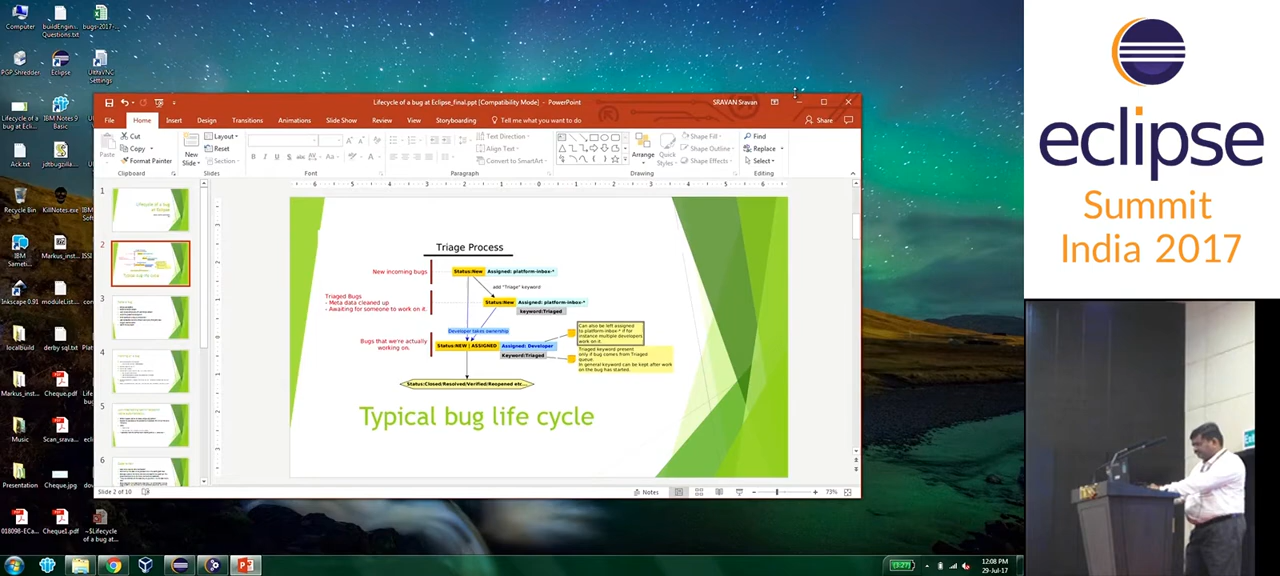 Computer
buildEngin...
Questions.txt
bugs-2017-...
PGP Shredder
Eclipse
UltraVNC
Settings
Lifecycle of a
bug at Ec...
IBM Notes 9
Basic
Ack.txt
jdtbugzilla...
Recycle Bin
KillNotes.exe
IBM
Sameti...
Markus_inst...
Inkscape 0.91
moduleList...
localbuild
derby sql.txt
Markus_inst...
Cheque.pdf
Music
Scan_srava...
Presentation
Cheque.jpg
018098-ECa...
Cheque1.pdf
~$Lifecycle
of a bug at ...
Lifecycle of a bug at Eclipse_final.ppt [Compatibility Mode] - PowerPoint
SRAVAN Sravan
File Home Insert Design Transitions Animations Slide Show Review View Storyboarding Tell me what you want to do
Share
Paste
Cut
Copy
Format Painter
Clipboard
New
Slide
Layout
Reset
Section
Slides
Font
Text Direction
Align Text
Convert to SmartArt
Paragraph
Arrange
Quick
Styles
Shape Fill
Shape Outline
Shape Effects
Drawing
Find
Replace
Select
Editing
1
2
3
4
5
6
Triage Process
New incoming bugs
Status:New Assigned: platform-inbox-*
add "Triage" keyword
Triaged Bugs
- Meta data cleaned up
- Awaiting for someone to work on it.
Status:New Assigned: platform-inbox-*
keyword:Triaged
Developer takes ownership
Bugs that we're actually
working on.
Status:NEW | ASSIGNED Assigned: Developer
Keyword:Triaged
Can also be left assigned
to platform-inbox-* if for
instance multiple developers
work on it.
Triaged keyword present
only if bug comes from Triaged
queue.
In general keyword can be kept after work
on the bug has started.
Status:Closed/Resolved/Verified/Reopened etc...
Typical bug life cycle
Slide 2 of 10
Notes
73%
(3:27)
12:08 PM
29-Jul-17
eclipse
Summit
India 2017